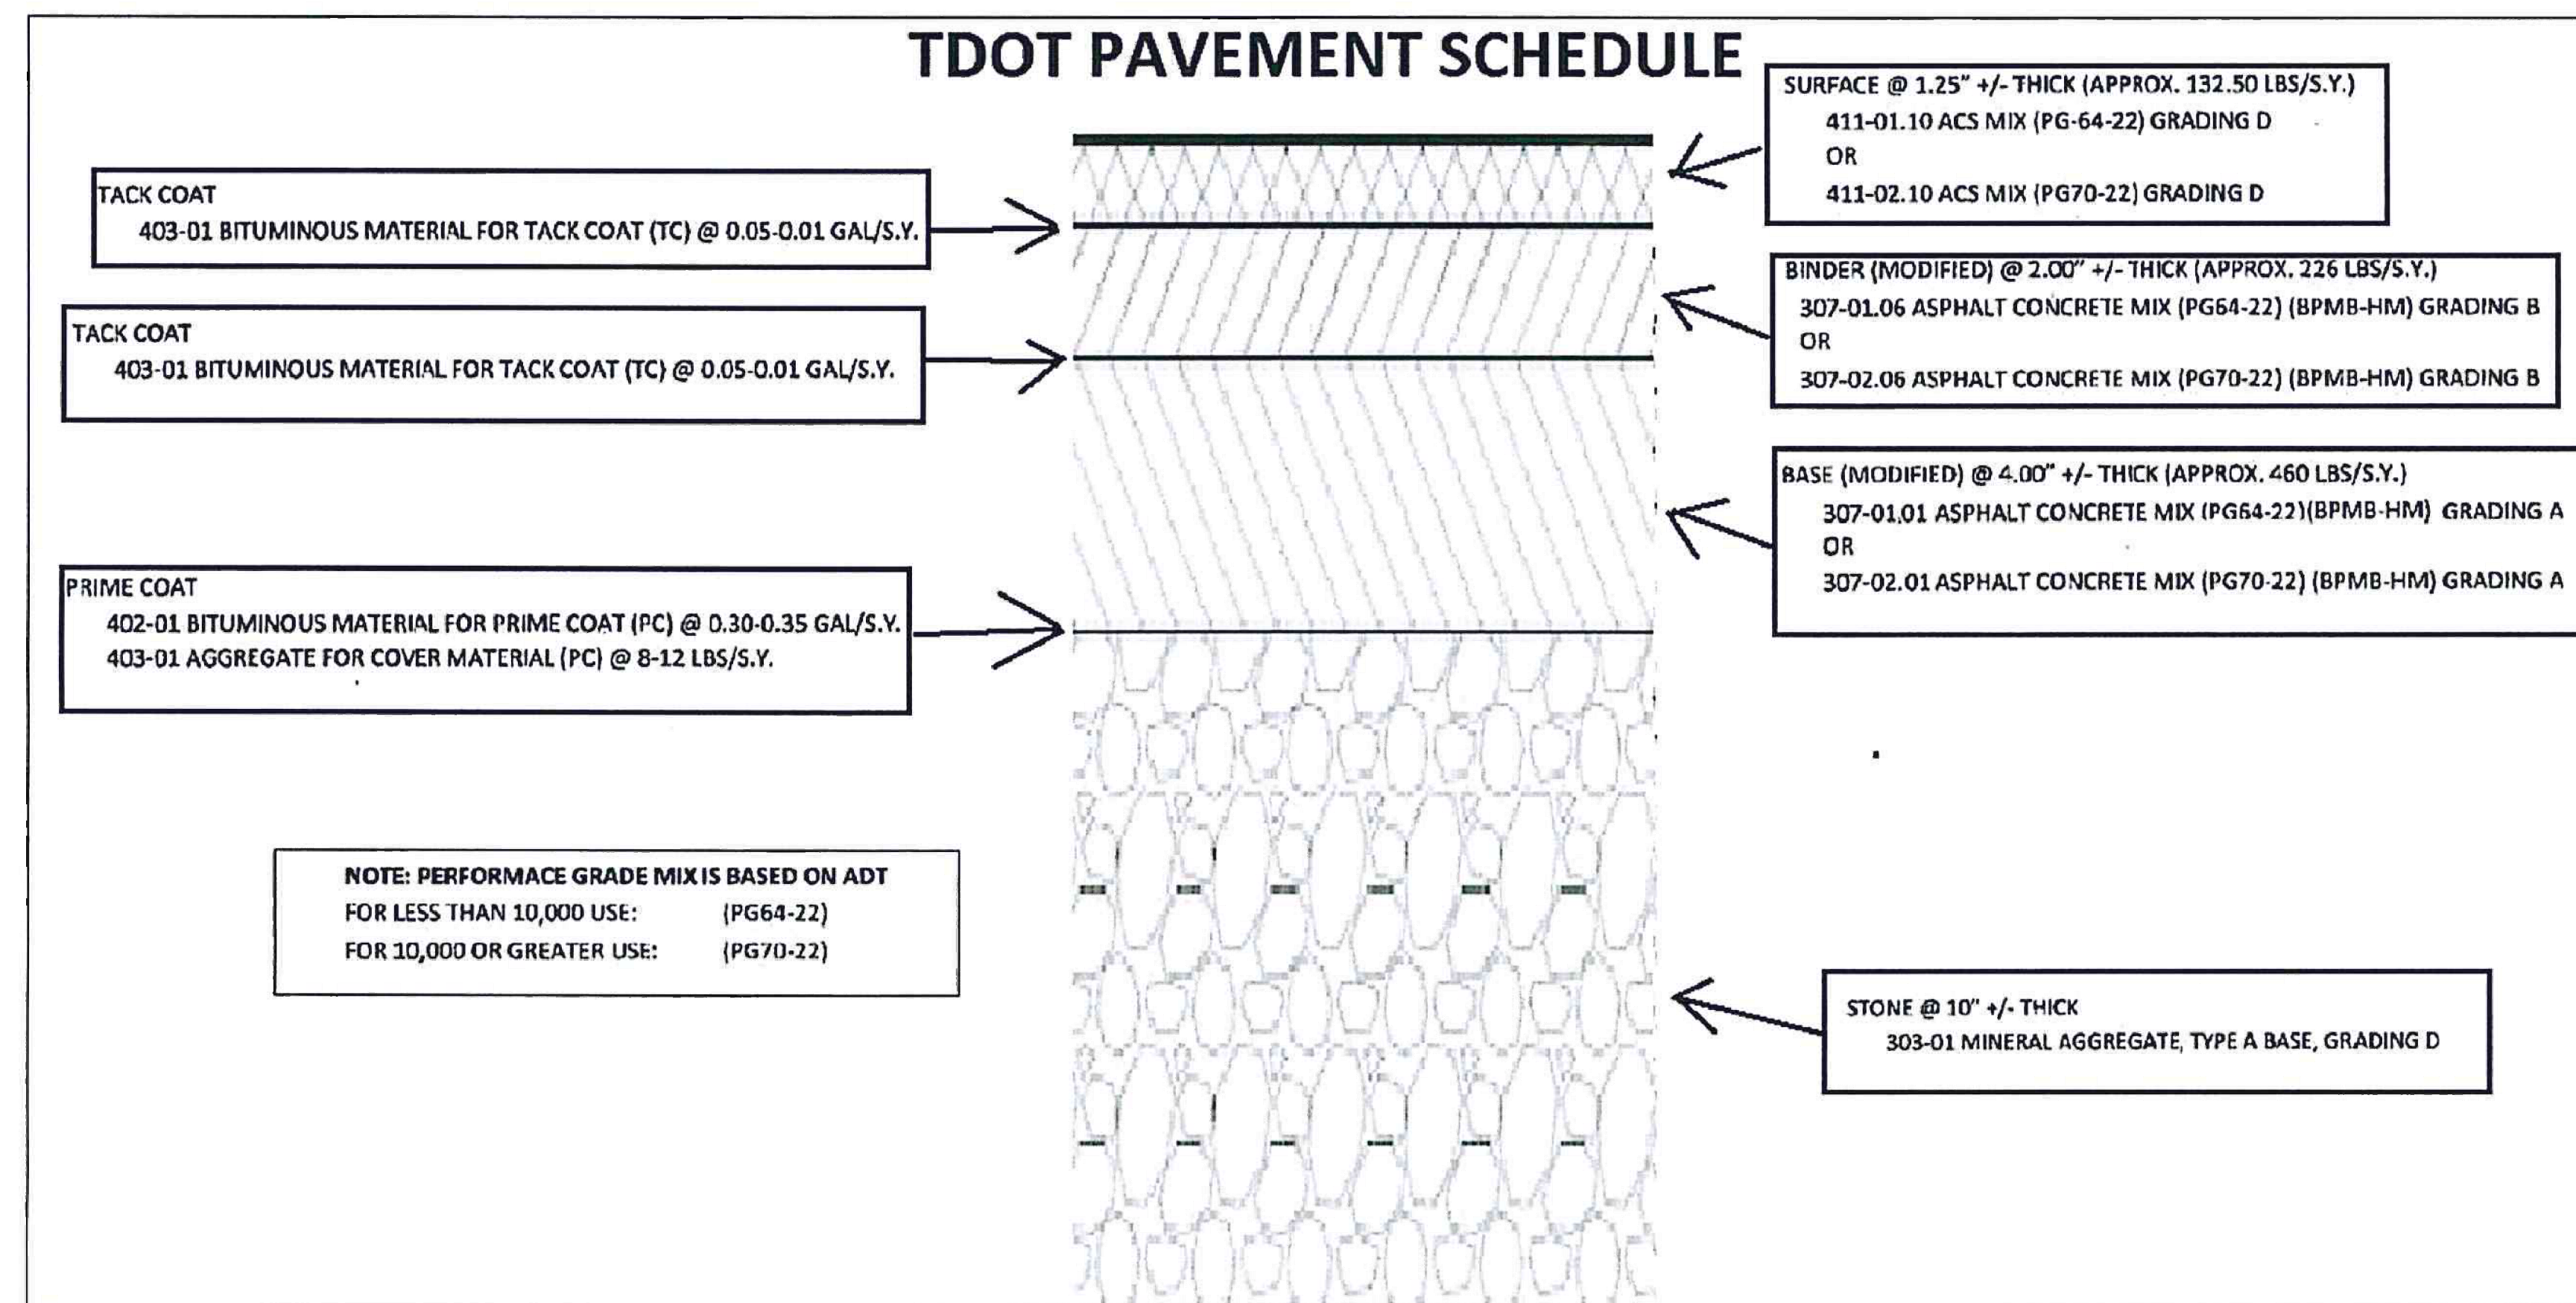 TDOT PAVEMENT SCHEDULE
SURFACE @ 1.25" +/- THICK (APPROX. 132.50 LBS/S.Y.)
411-01.10 ACS MIX (PG-64-22) GRADING D
OR
411-02.10 ACS MIX (PG70-22) GRADING D
TACK COAT
403-01 BITUMINOUS MATERIAL FOR TACK COAT (TC) @ 0.05-0.01 GAL/S.Y.
BINDER (MODIFIED) @ 2.00" +/- THICK (APPROX. 226 LBS/S.Y.)
307-01.06 ASPHALT CONCRETE MIX (PG64-22) (BPMB-HM) GRADING B
OR
307-02.06 ASPHALT CONCRETE MIX (PG70-22) (BPMB-HM) GRADING B
TACK COAT
403-01 BITUMINOUS MATERIAL FOR TACK COAT (TC) @ 0.05-0.01 GAL/S.Y.
BASE (MODIFIED) @ 4.00" +/- THICK (APPROX. 460 LBS/S.Y.)
307-01.01 ASPHALT CONCRETE MIX (PG64-22)(BPMB-HM) GRADING A
OR
307-02.01 ASPHALT CONCRETE MIX (PG70-22) (BPMB-HM) GRADING A
PRIME COAT
402-01 BITUMINOUS MATERIAL FOR PRIME COAT (PC) @ 0.30-0.35 GAL/S.Y.
403-01 AGGREGATE FOR COVER MATERIAL (PC) @ 8-12 LBS/S.Y.
NOTE: PERFORMACE GRADE MIX IS BASED ON ADT
FOR LESS THAN 10,000 USE: (PG64-22)
FOR 10,000 OR GREATER USE: (PG70-22)
STONE @ 10" +/- THICK
303-01 MINERAL AGGREGATE, TYPE A BASE, GRADING D